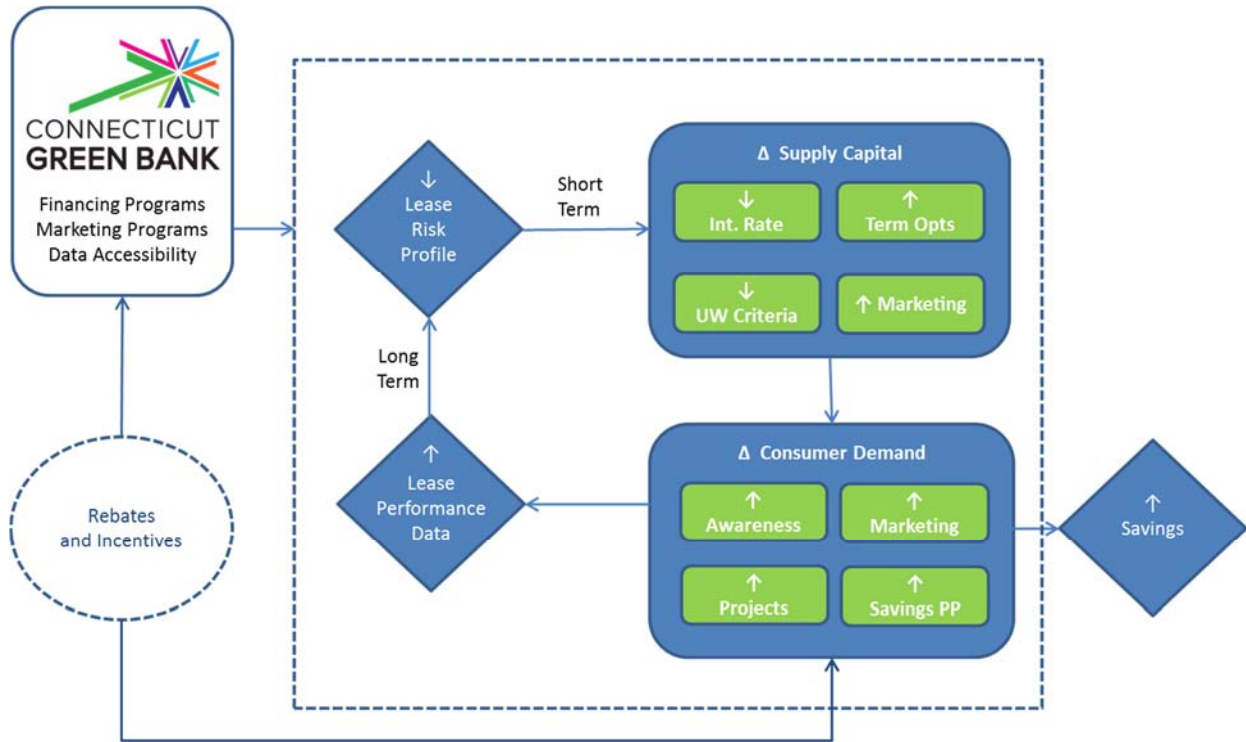 CONNECTICUT
GREEN BANK
Financing Programs
Marketing Programs
Data Accessibility
↓
Lease
Risk
Profile
Short
Term
Δ Supply Capital
↓
Int. Rate
↑
Term Opts
↓
UW Criteria
↑ Marketing
Long
Term
↑
Lease
Performance
Data
Δ Consumer Demand
↑
Awareness
↑
Marketing
↑
Projects
↑
Savings PP
↑
Savings
Rebates
and Incentives